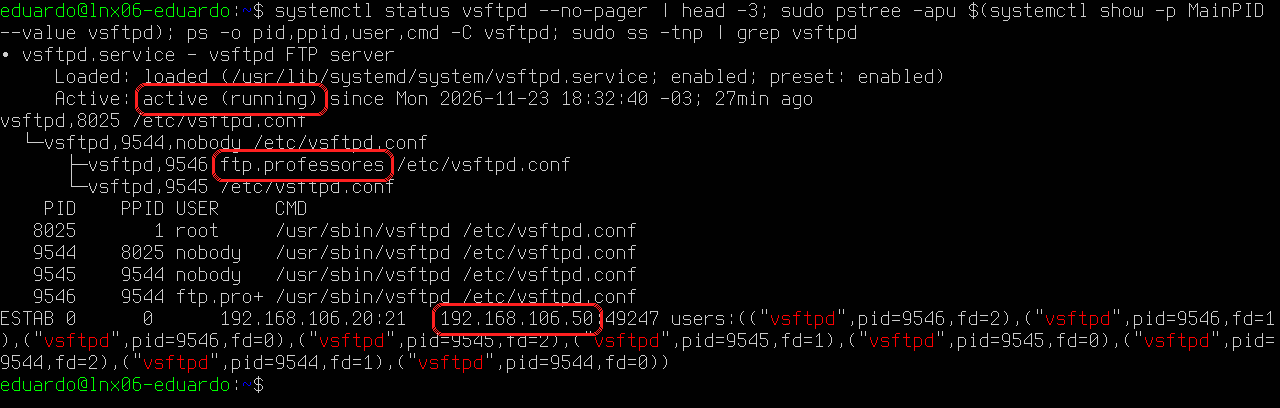 eduardo@lnx06-eduardo:~$ systemctl status vsftpd --no-pager | head -3; sudo pstree -apu $(systemctl show -p MainPID
--value vsftpd); ps -o pid,ppid,user,cmd -C vsftpd; sudo ss -tnp | grep vsftpd
• vsftpd.service - vsftpd FTP server
     Loaded: loaded (/usr/lib/systemd/system/vsftpd.service; enabled; preset: enabled)
     Active: active (running) since Mon 2026-11-23 18:32:40 -03; 27min ago
vsftpd,8025 /etc/vsftpd.conf
  └─vsftpd,9544,nobody /etc/vsftpd.conf
      ├─vsftpd,9546 ftp.professores /etc/vsftpd.conf
      └─vsftpd,9545 /etc/vsftpd.conf
    PID    PPID USER     CMD
   8025       1 root     /usr/sbin/vsftpd /etc/vsftpd.conf
   9544    8025 nobody   /usr/sbin/vsftpd /etc/vsftpd.conf
   9545    9544 nobody   /usr/sbin/vsftpd /etc/vsftpd.conf
   9546    9544 ftp.pro+ /usr/sbin/vsftpd /etc/vsftpd.conf
ESTAB 0      0      192.168.106.20:21   192.168.106.50:49247 users:(("vsftpd",pid=9546,fd=2),("vsftpd",pid=9546,fd=1
),("vsftpd",pid=9546,fd=0),("vsftpd",pid=9545,fd=2),("vsftpd",pid=9545,fd=1),("vsftpd",pid=9545,fd=0),("vsftpd",pid=
9544,fd=2),("vsftpd",pid=9544,fd=1),("vsftpd",pid=9544,fd=0))
eduardo@lnx06-eduardo:~$